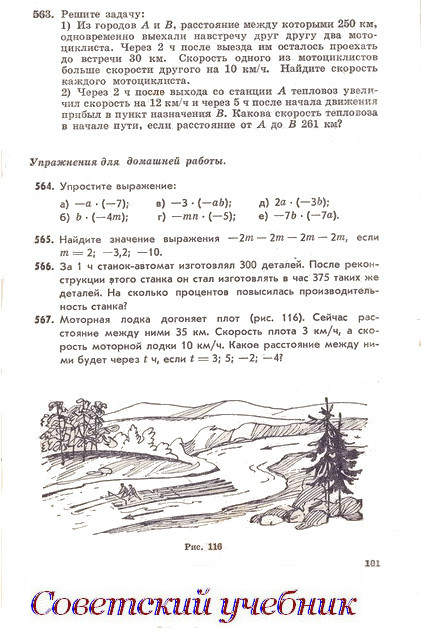 563. Решите задачу:
1) Из городов А и В, расстояние между которыми 250 км,
одновременно выехали навстречу друг другу два мото-
циклиста. Через 2 ч после выезда им осталось проехать
до встречи 30 км. Скорость одного из мотоциклистов
больше скорости другого на 10 км/ч. Найдите скорость
каждого мотоциклиста.
2) Через 2 ч после выхода со станции А тепловоз увели-
чил скорость на 12 км/ч и через 5 ч после начала движения
прибыл в пункт назначения В. Какова скорость тепловоза
в начале пути, если расстояние от А до В 261 км?
Упражнения для домашней работы.
564. Упростите выражение:
а) —a · (—7); в) —3 · (—ab); д) 2a · (—3b);
б) b · (—4m); г) —mn · (—5); е) —7b · (—7a).
565. Найдите значение выражения —2m — 2m — 2m — 2m, если
m = 2; —3,2; —10.
566. За 1 ч станок-автомат изготовлял 300 деталей. После рекон-
струкции этого станка он стал изготовлять в час 375 таких же
деталей. На сколько процентов повысилась производитель-
ность станка?
567. Моторная лодка догоняет плот (рис. 116). Сейчас рас-
стояние между ними 35 км. Скорость плота 3 км/ч, а ско-
рость моторной лодки 10 км/ч. Какое расстояние между ни-
ми будет через t ч, если t = 3; 5; —2; —4?
Рис. 116
101
Советский учебник